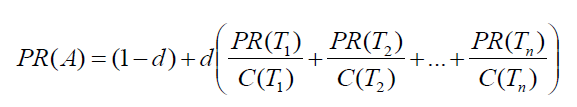 PR(A) = (1−d) + d( PR(T₁)/C(T₁) + PR(T₂)/C(T₂) + ... + PR(Tₙ)/C(Tₙ) )